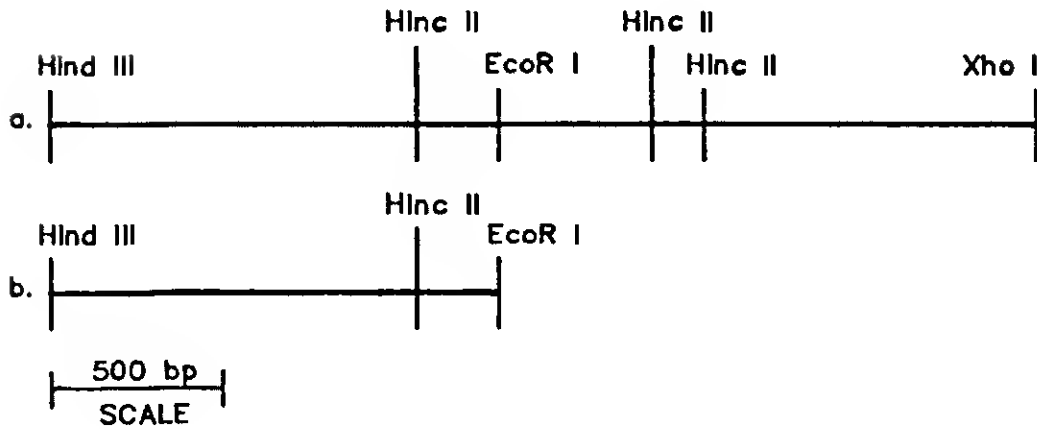 HInc II HInc II
HInd III EcoR I HInc II Xho I
a.
HInc II
HInd III EcoR I
b.
500 bp
SCALE